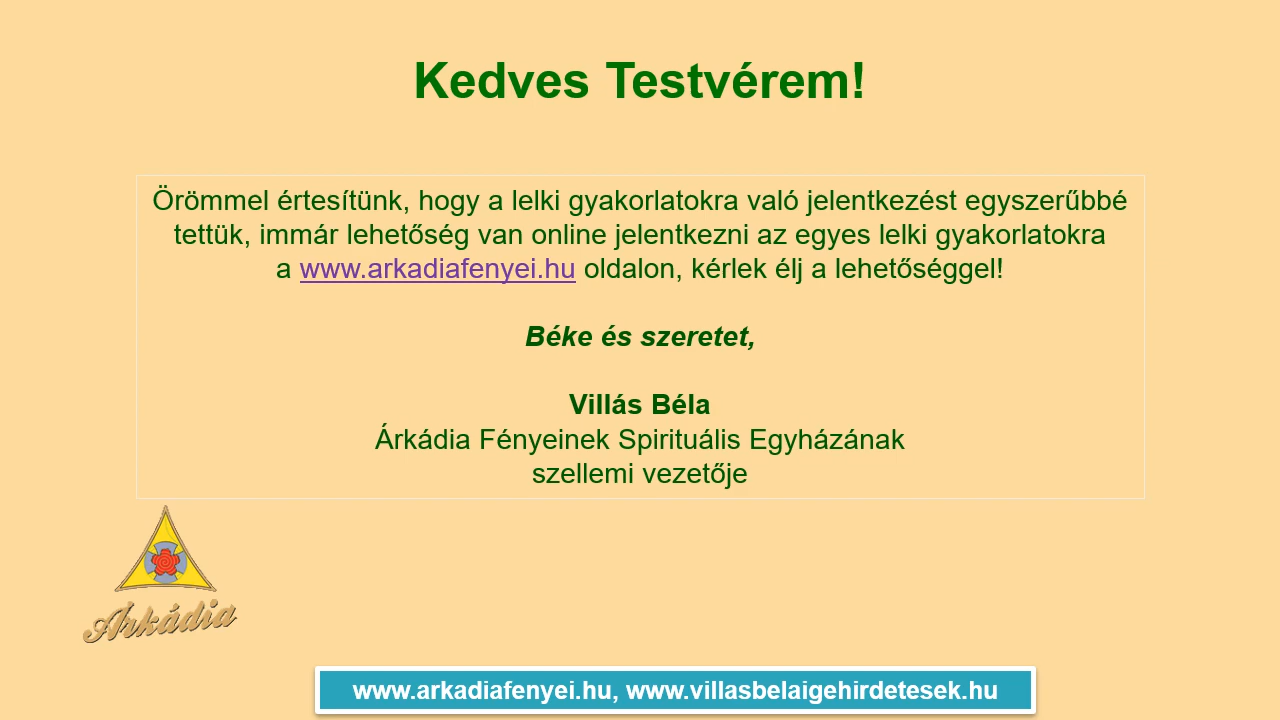 Kedves Testvérem!
Örömmel értesítünk, hogy a lelki gyakorlatokra való jelentkezést egyszerűbbé
tettük, immár lehetőség van online jelentkezni az egyes lelki gyakorlatokra
a www.arkadiafenyei.hu oldalon, kérlek élj a lehetőséggel!
Béke és szeretet,
Villás Béla
Árkádia Fényeinek Spirituális Egyházának
szellemi vezetője
Árkádia
www.arkadiafenyei.hu, www.villasbelaigehirdetesek.hu